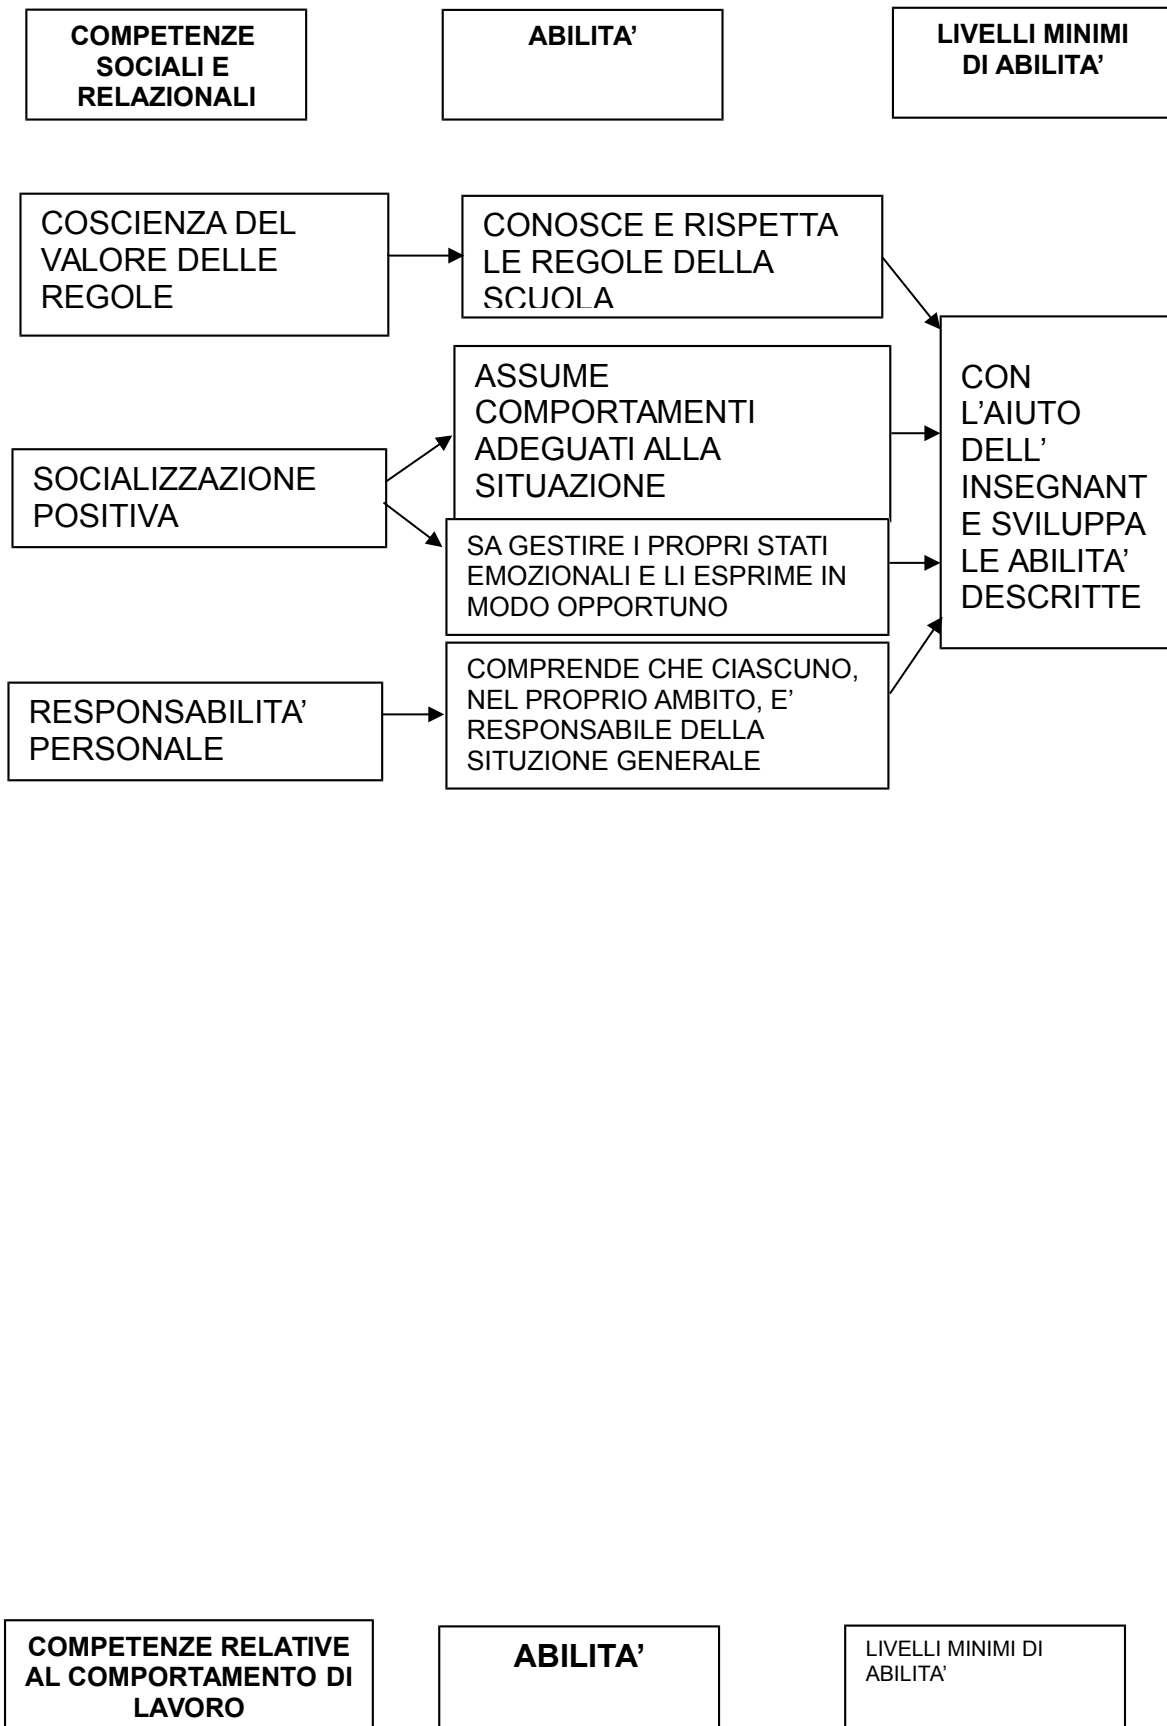 COMPETENZE
SOCIALI E
RELAZIONALI
ABILITA’
LIVELLI MINIMI
DI ABILITA’
COSCIENZA DEL
VALORE DELLE
REGOLE
CONOSCE E RISPETTA
LE REGOLE DELLA
SCUOLA
SOCIALIZZAZIONE
POSITIVA
ASSUME
COMPORTAMENTI
ADEGUATI ALLA
SITUAZIONE
SA GESTIRE I PROPRI STATI
EMOZIONALI E LI ESPRIME IN
MODO OPPORTUNO
RESPONSABILITA’
PERSONALE
COMPRENDE CHE CIASCUNO,
NEL PROPRIO AMBITO, E’
RESPONSABILE DELLA
SITUZIONE GENERALE
CON
L’AIUTO
DELL’
INSEGNANT
E SVILUPPA
LE ABILITA’
DESCRITTE
COMPETENZE RELATIVE
AL COMPORTAMENTO DI
LAVORO
ABILITA’
LIVELLI MINIMI DI
ABILITA’